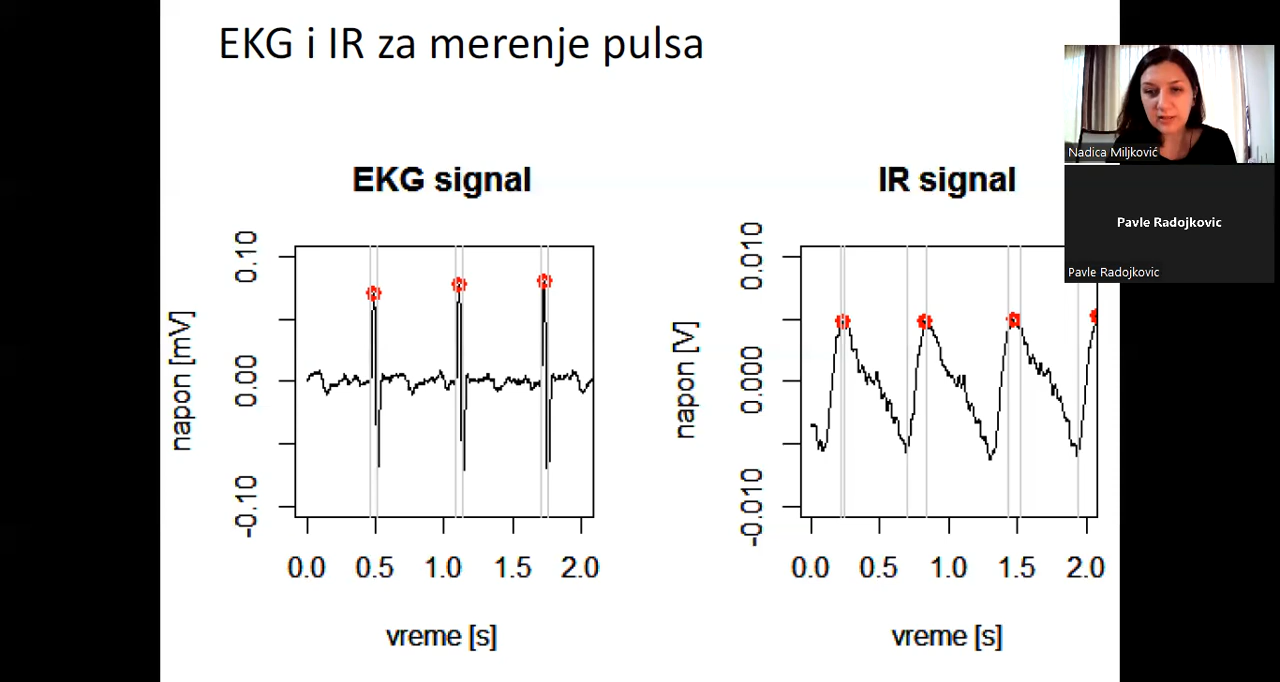 EKG i IR za merenje pulsa
EKG signal
napon [mV]
0.10
0.00
-0.10
0.0 0.5 1.0 1.5 2.0
vreme [s]
IR signal
napon [V]
0.010
0.000
-0.010
0.0 0.5 1.0 1.5 2.0
vreme [s]
Nadica Miljković
Pavle Radojkovic
Pavle Radojkovic